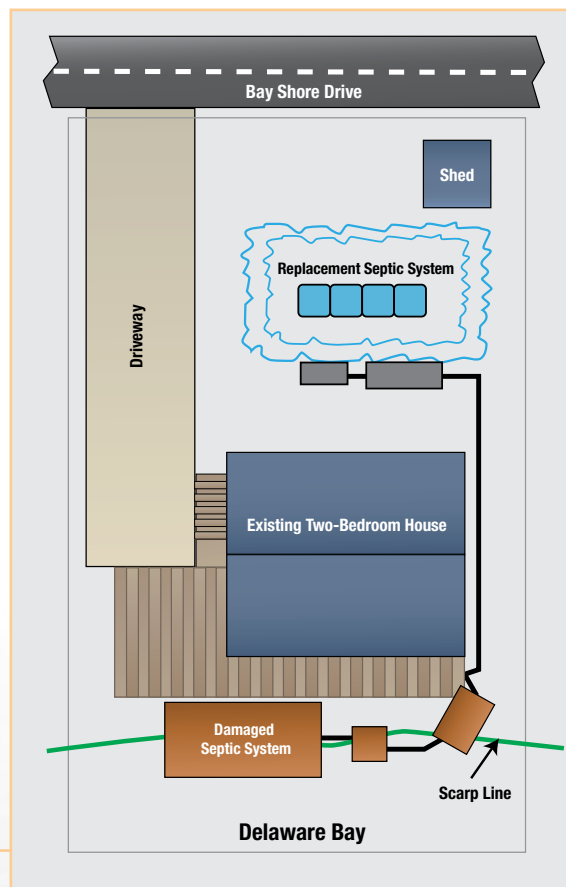 Bay Shore Drive
Shed
Replacement Septic System
Driveway
Existing Two-Bedroom House
Damaged
Septic System
Scarp Line
Delaware Bay